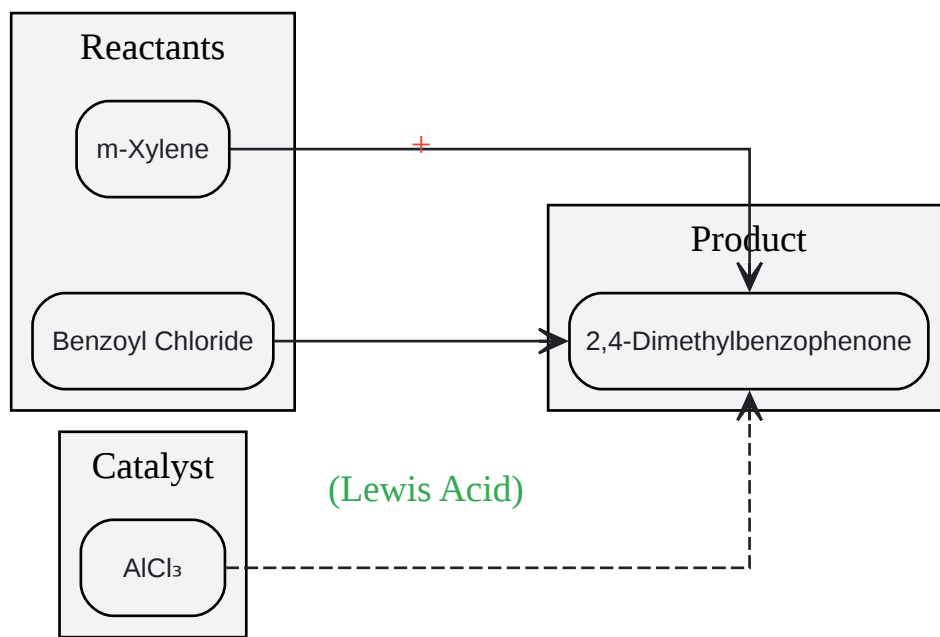 Reactants
m-Xylene
+
Product
Benzoyl Chloride
2,4-Dimethylbenzophenone
Catalyst
(Lewis Acid)
AlCl₃